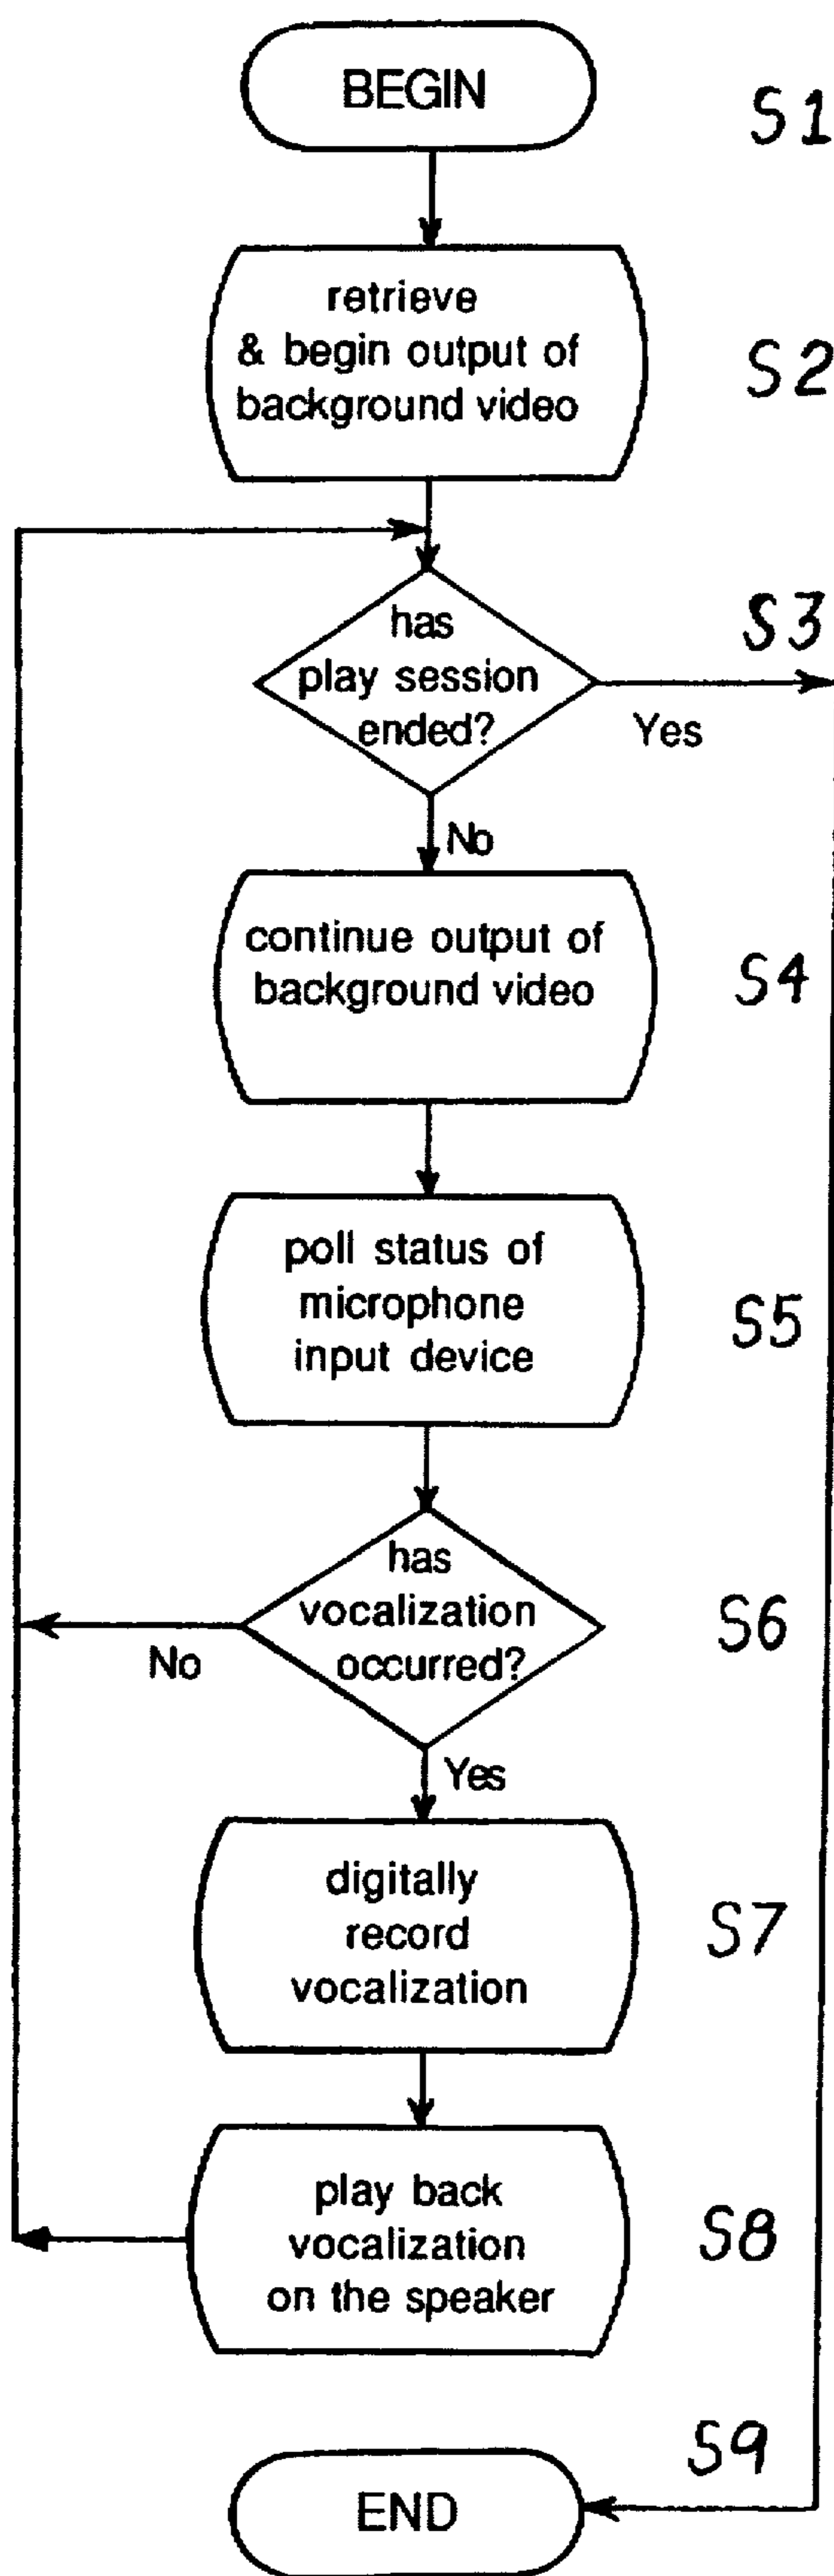 BEGIN
S1
retrieve
& begin output of
background video
S2
has
play session
ended?
S3
Yes
No
continue output of
background video
S4
poll status of
microphone
input device
S5
has
vocalization
occurred?
S6
No
Yes
digitally
record
vocalization
S7
play back
vocalization
on the speaker
S8
S9
END